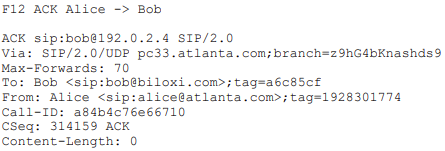 F12 ACK Alice -> Bob

ACK sip:bob@192.0.2.4 SIP/2.0
Via: SIP/2.0/UDP pc33.atlanta.com;branch=z9hG4bKnashds9
Max-Forwards: 70
To: Bob <sip:bob@biloxi.com>;tag=a6c85cf
From: Alice <sip:alice@atlanta.com>;tag=1928301774
Call-ID: a84b4c76e66710
CSeq: 314159 ACK
Content-Length: 0